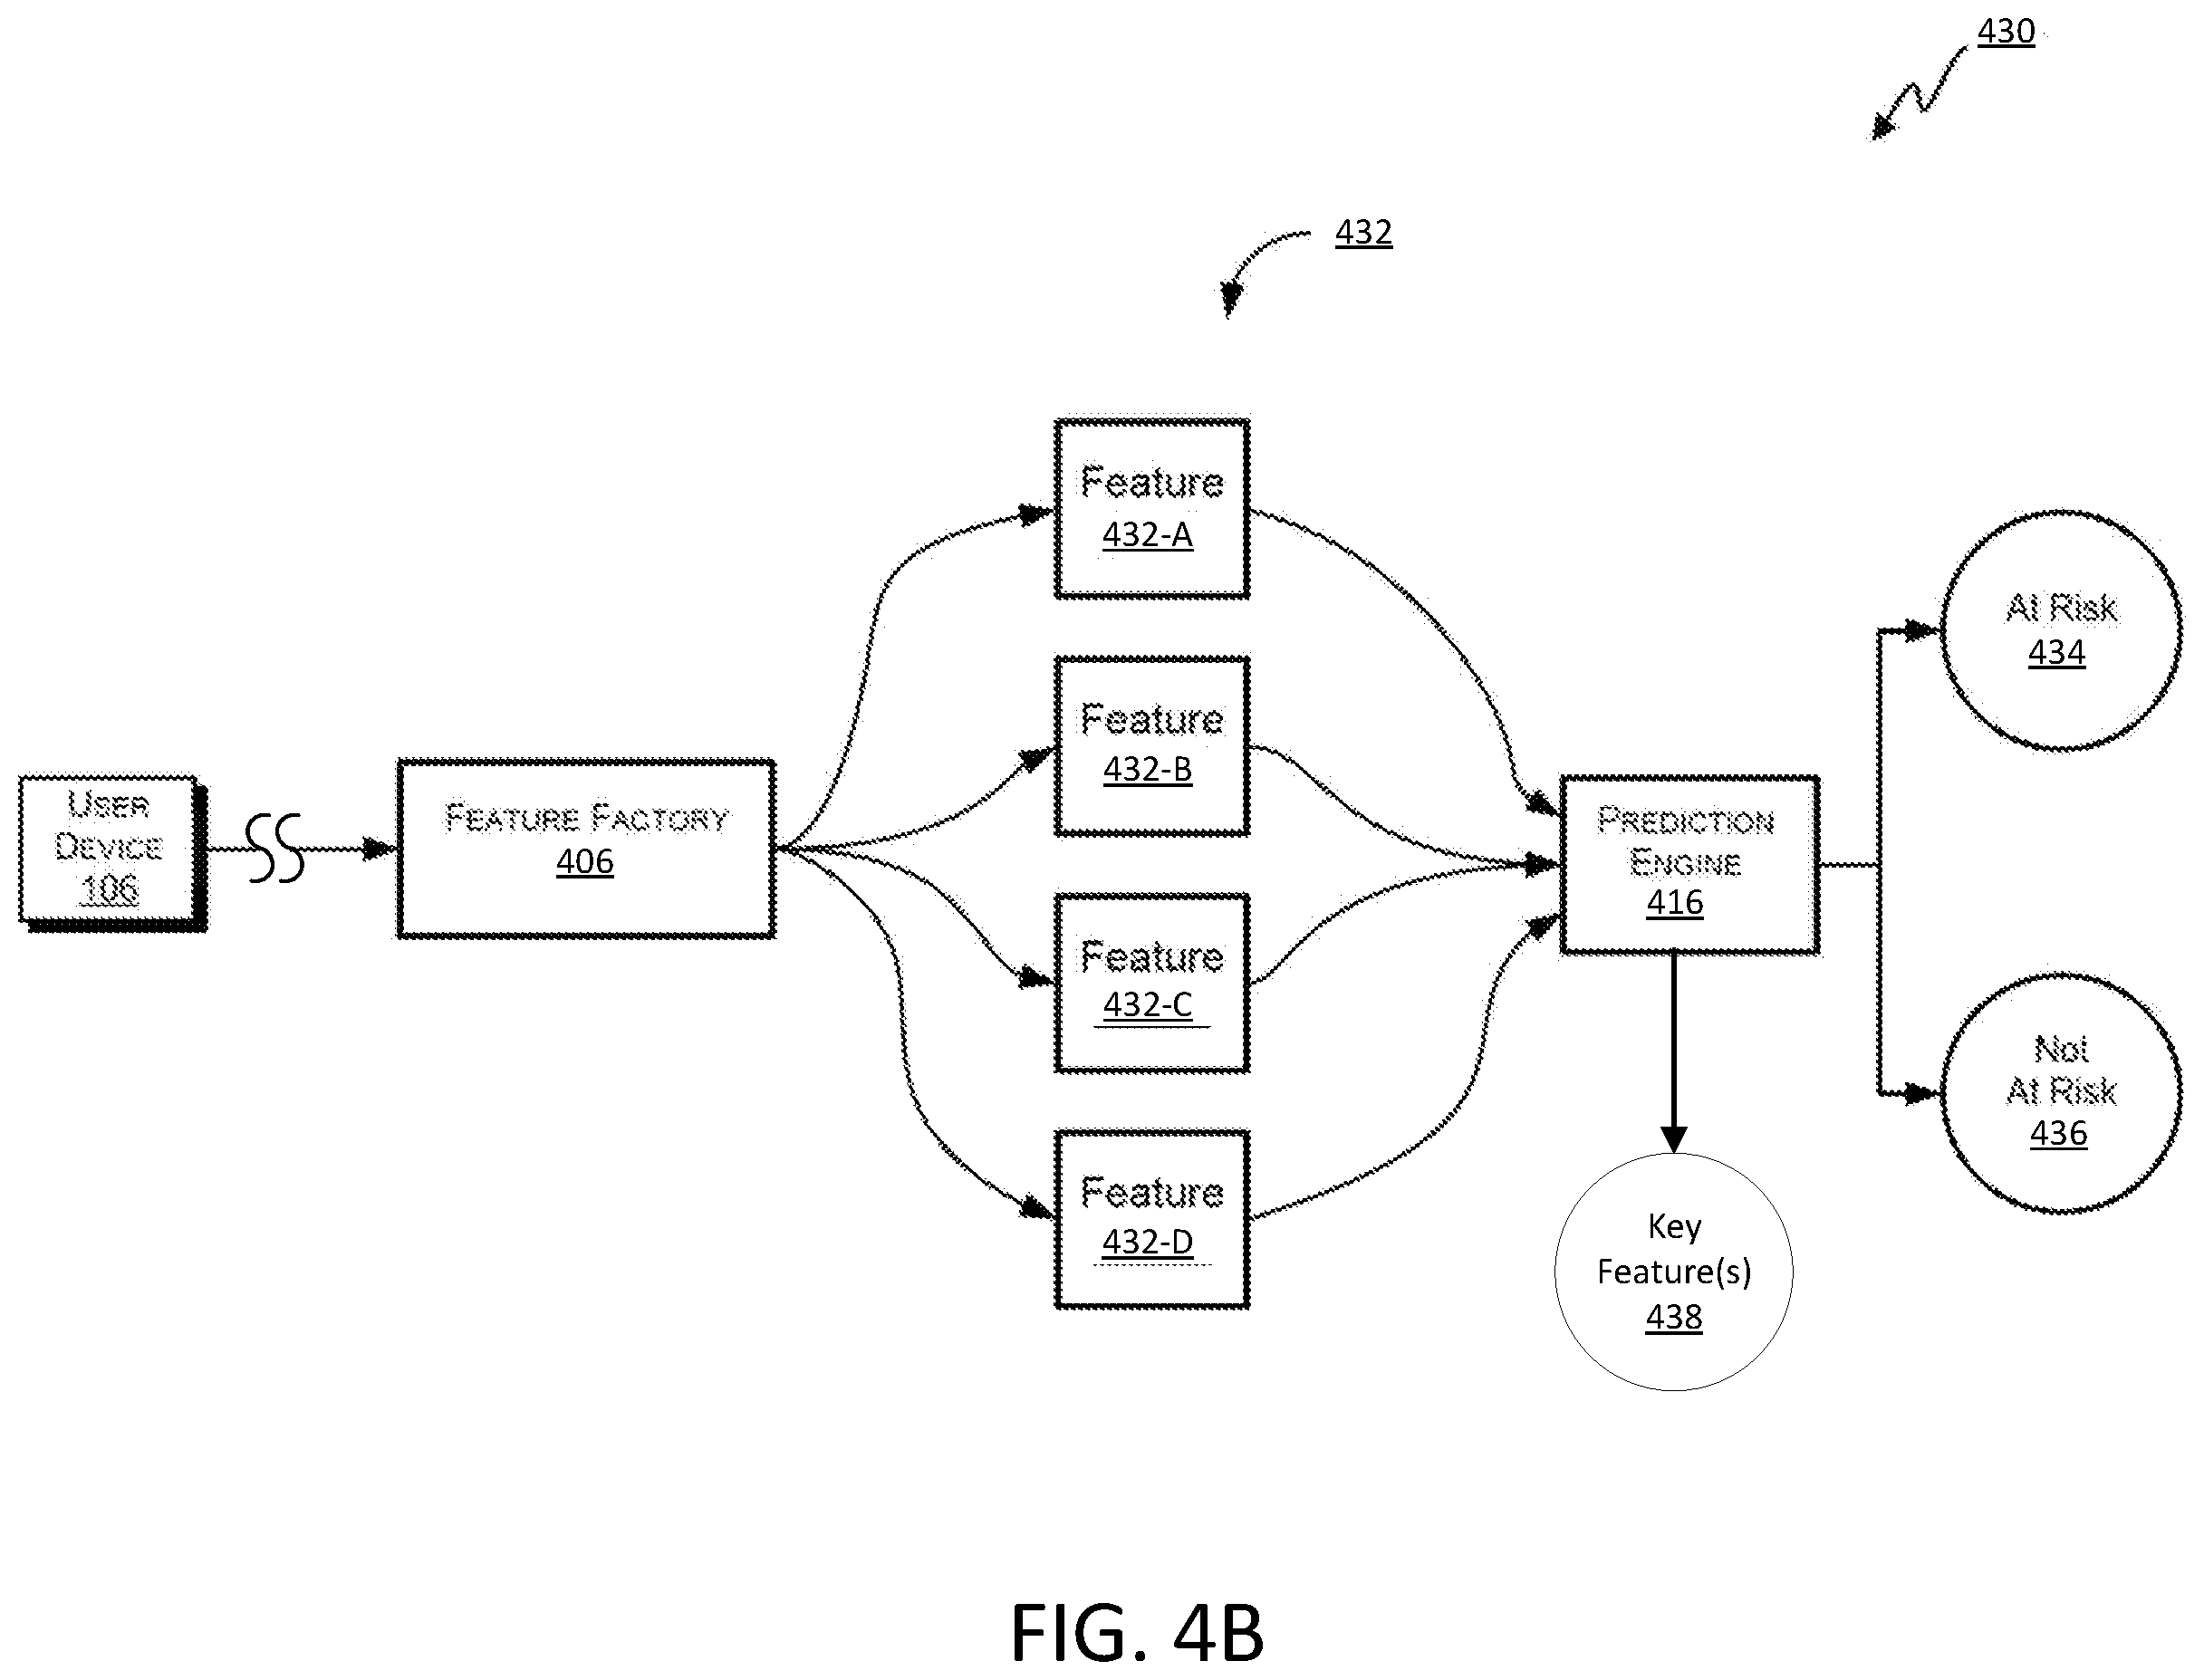 430
432
Feature
432-A
Feature
432-B
Feature
432-C
Feature
432-D
USER
DEVICE
106
FEATURE FACTORY
406
PREDICTION
ENGINE
416
At Risk
434
Not
At Risk
436
Key
Feature(s)
438
FIG. 4B